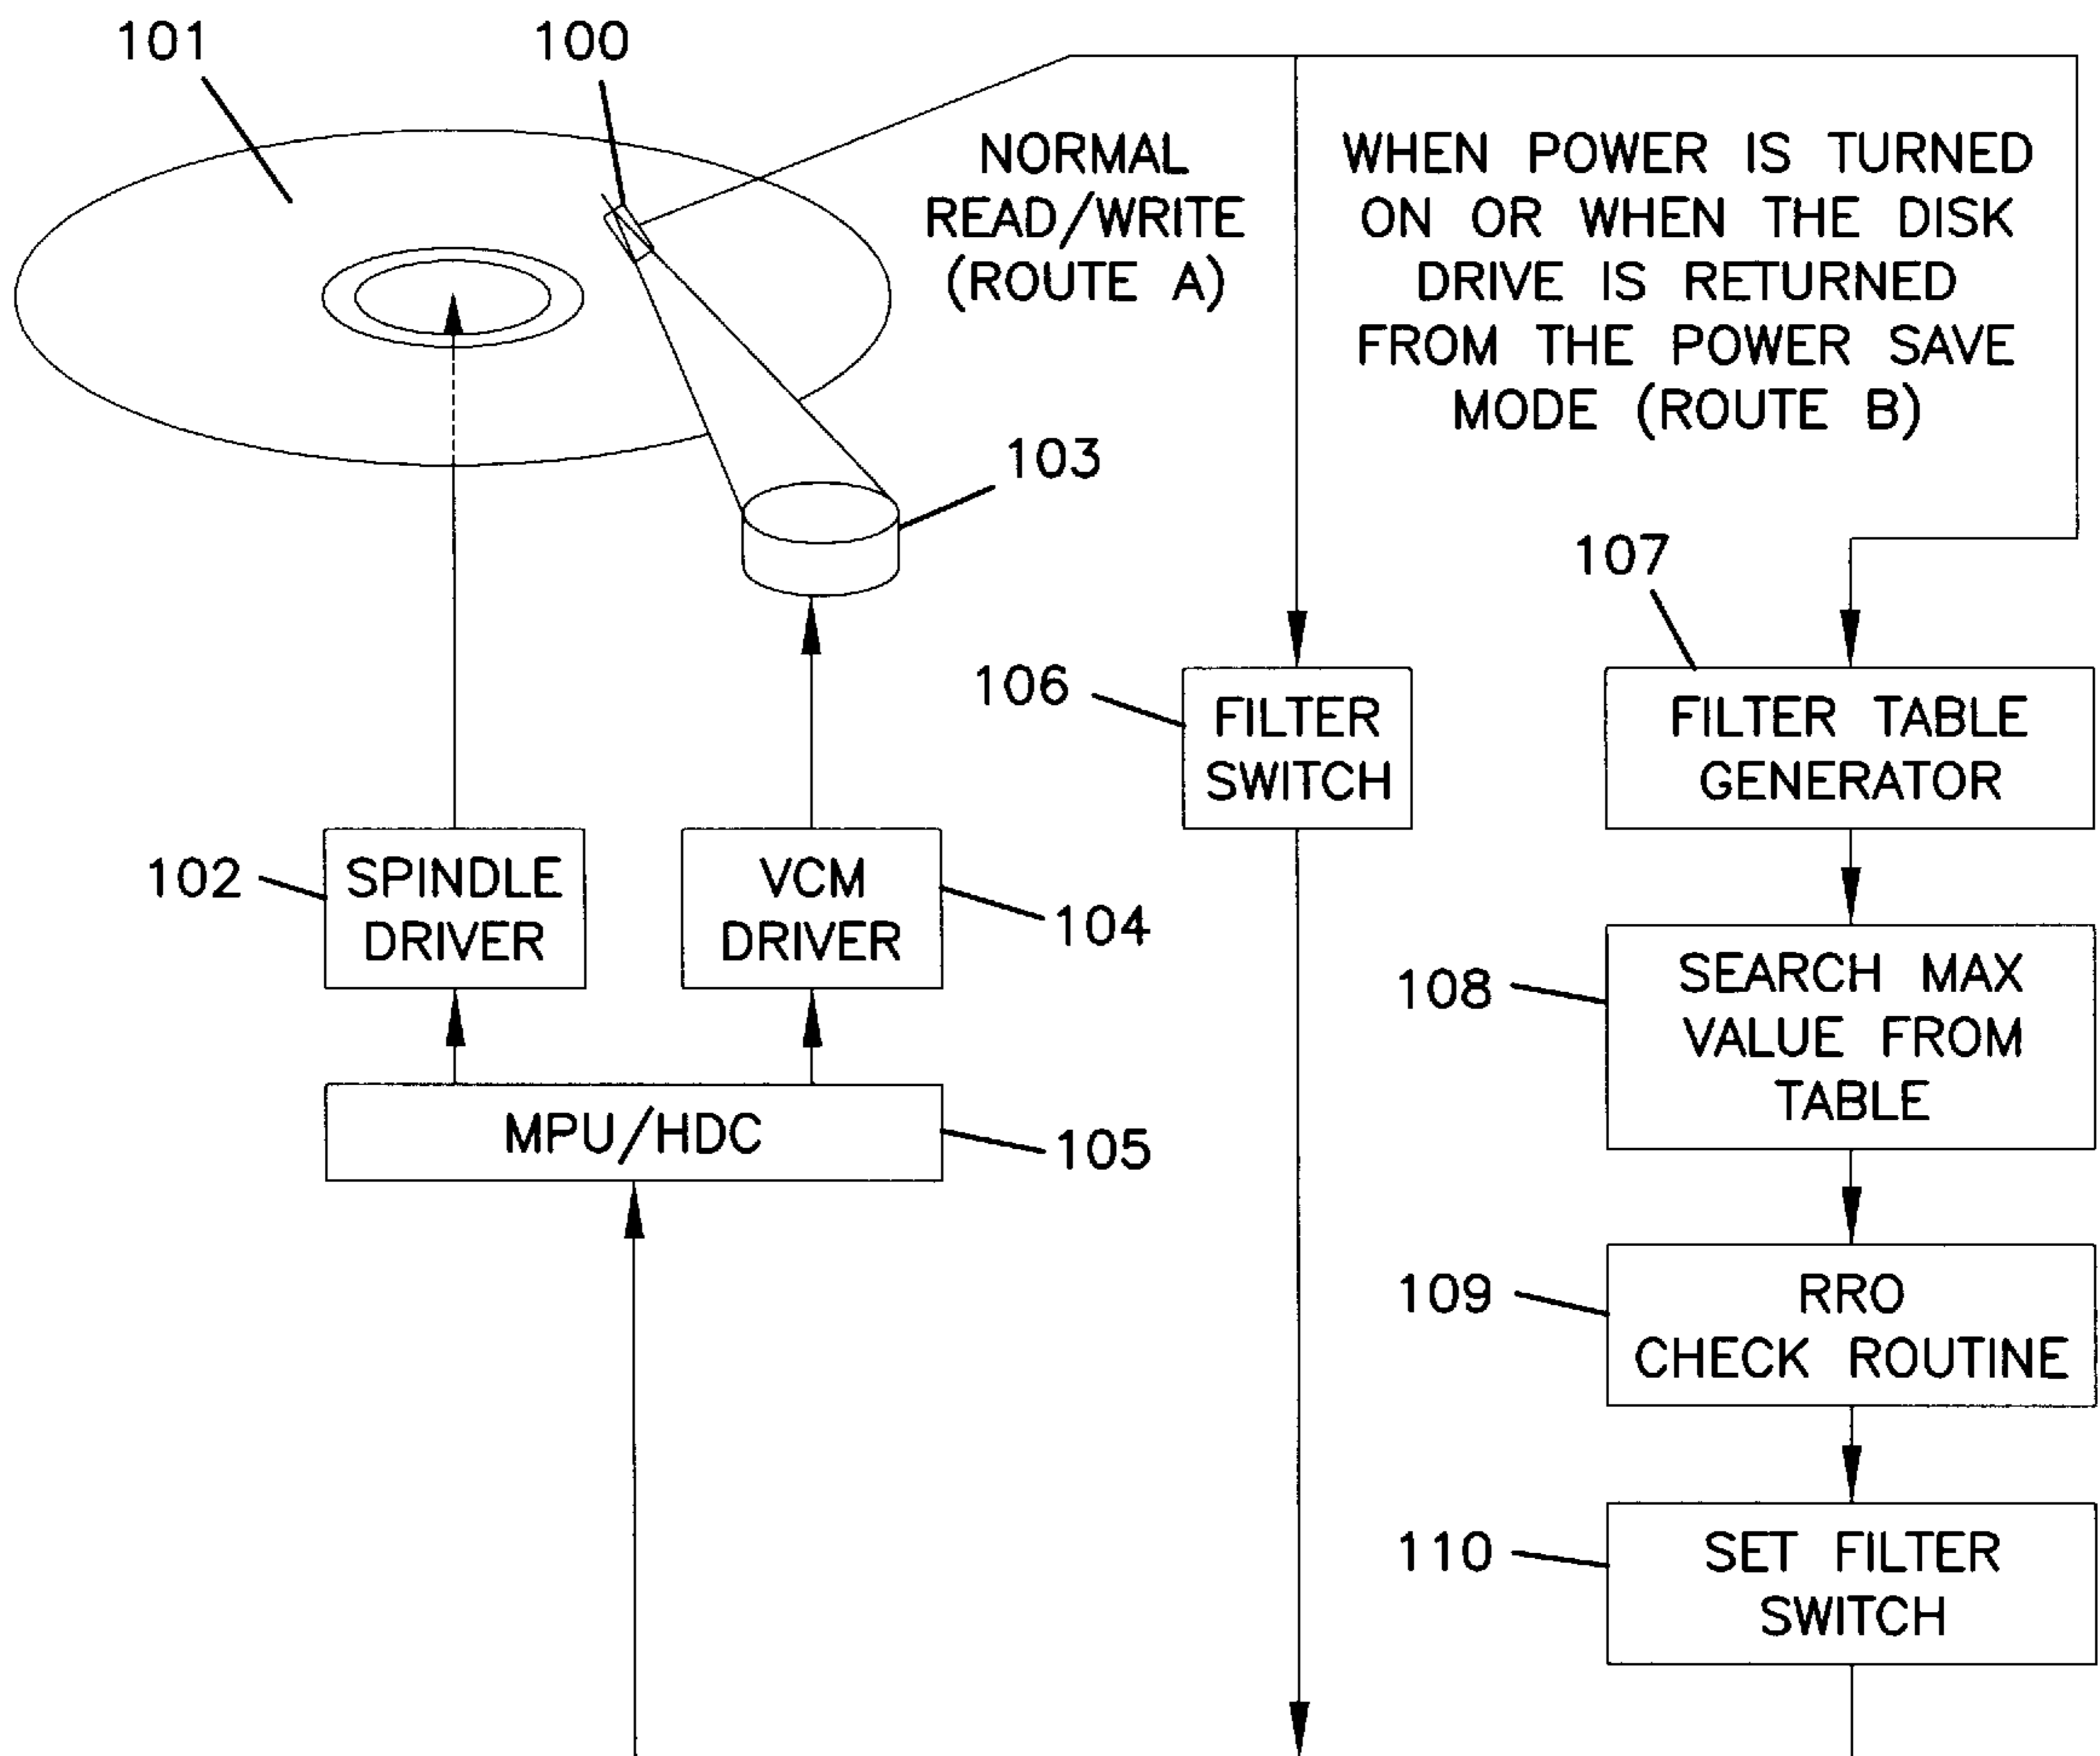 101
100
NORMAL
READ/WRITE
(ROUTE A)
WHEN POWER IS TURNED
ON OR WHEN THE DISK
DRIVE IS RETURNED
FROM THE POWER SAVE
MODE (ROUTE B)
103
107
106
FILTER
SWITCH
FILTER TABLE
GENERATOR
102
SPINDLE
DRIVER
VCM
DRIVER
104
108
SEARCH MAX
VALUE FROM
TABLE
MPU/HDC
105
109
RRO
CHECK ROUTINE
110
SET FILTER
SWITCH